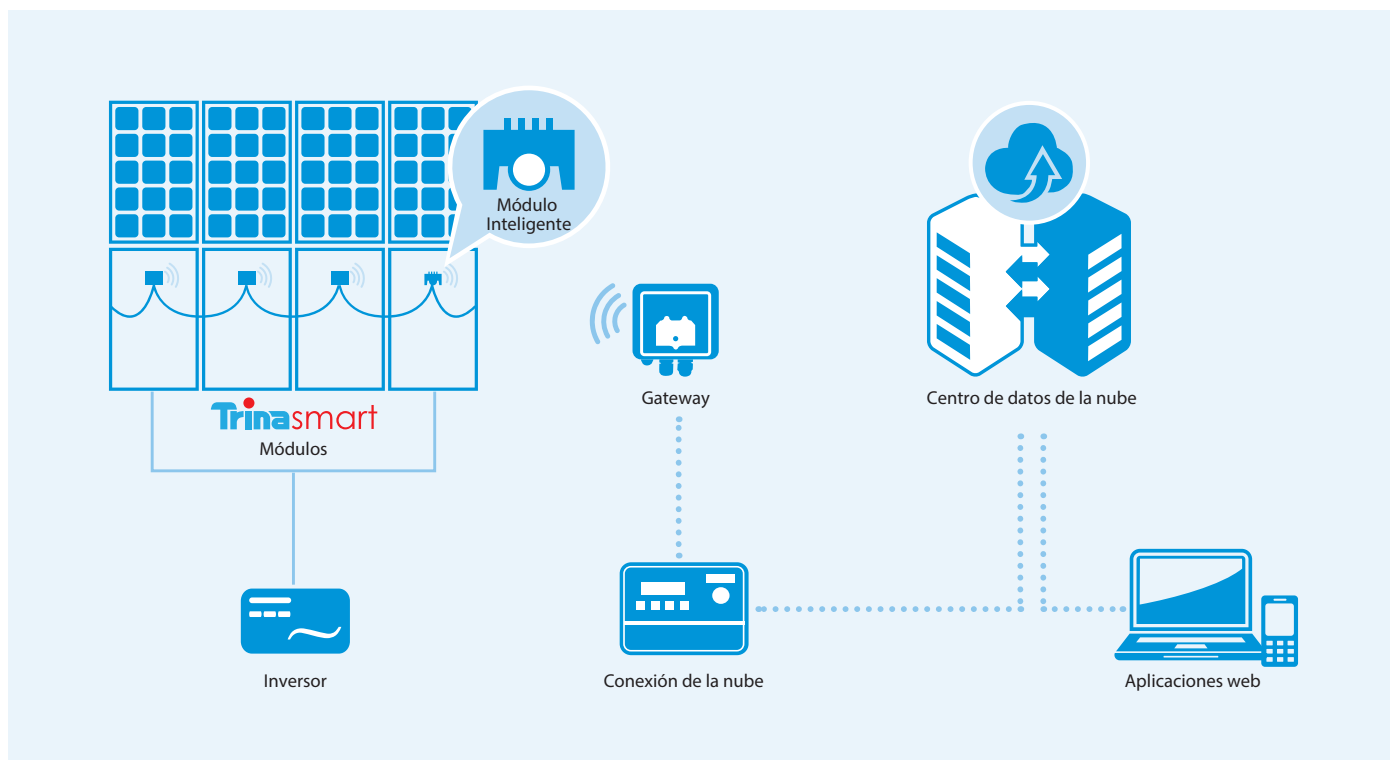 Módulo
Inteligente
Trinasmart
Módulos
Gateway
Centro de datos de la nube
Inversor
Conexión de la nube
Aplicaciones web